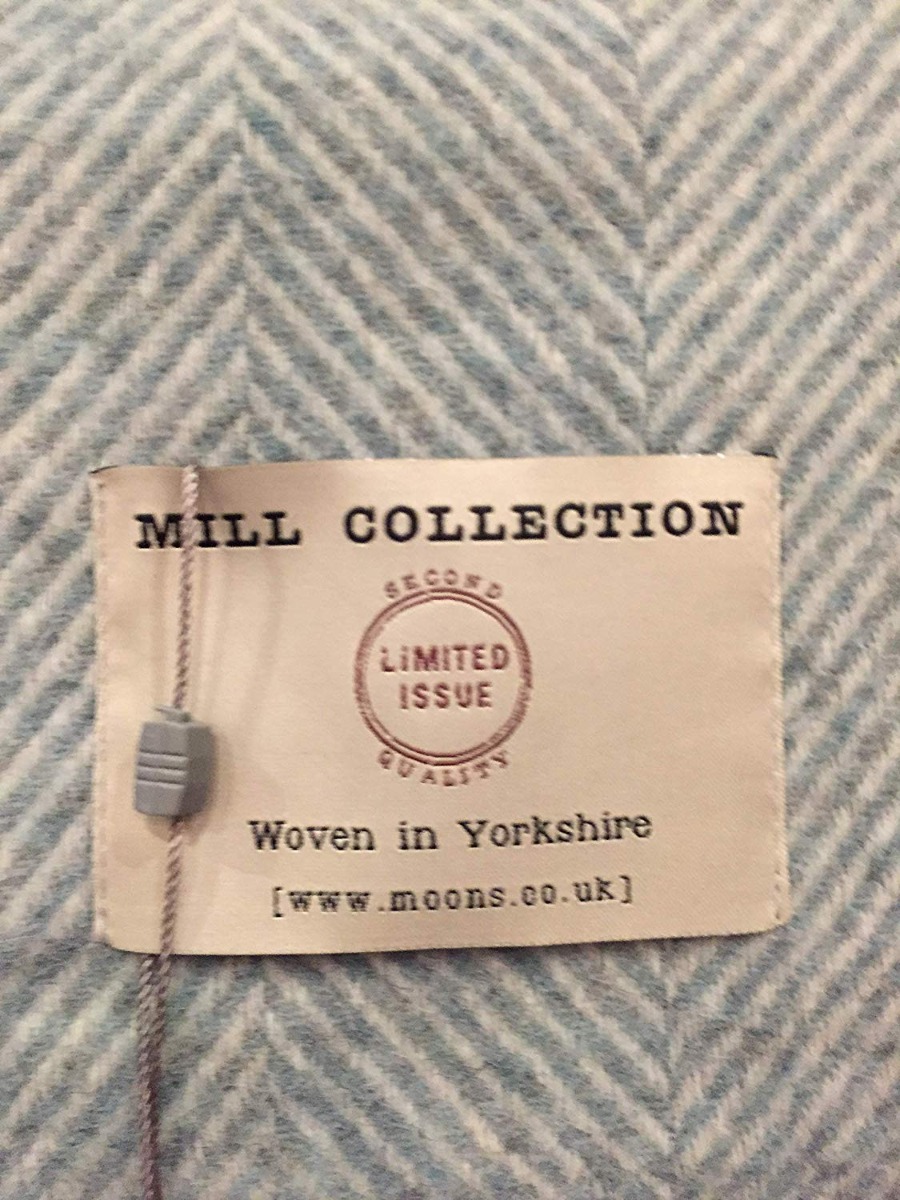 MILL COLLECTION
SECOND
LiMITED
ISSUE
QUALITY
Woven in Yorkshire
[www.moons.co.uk]